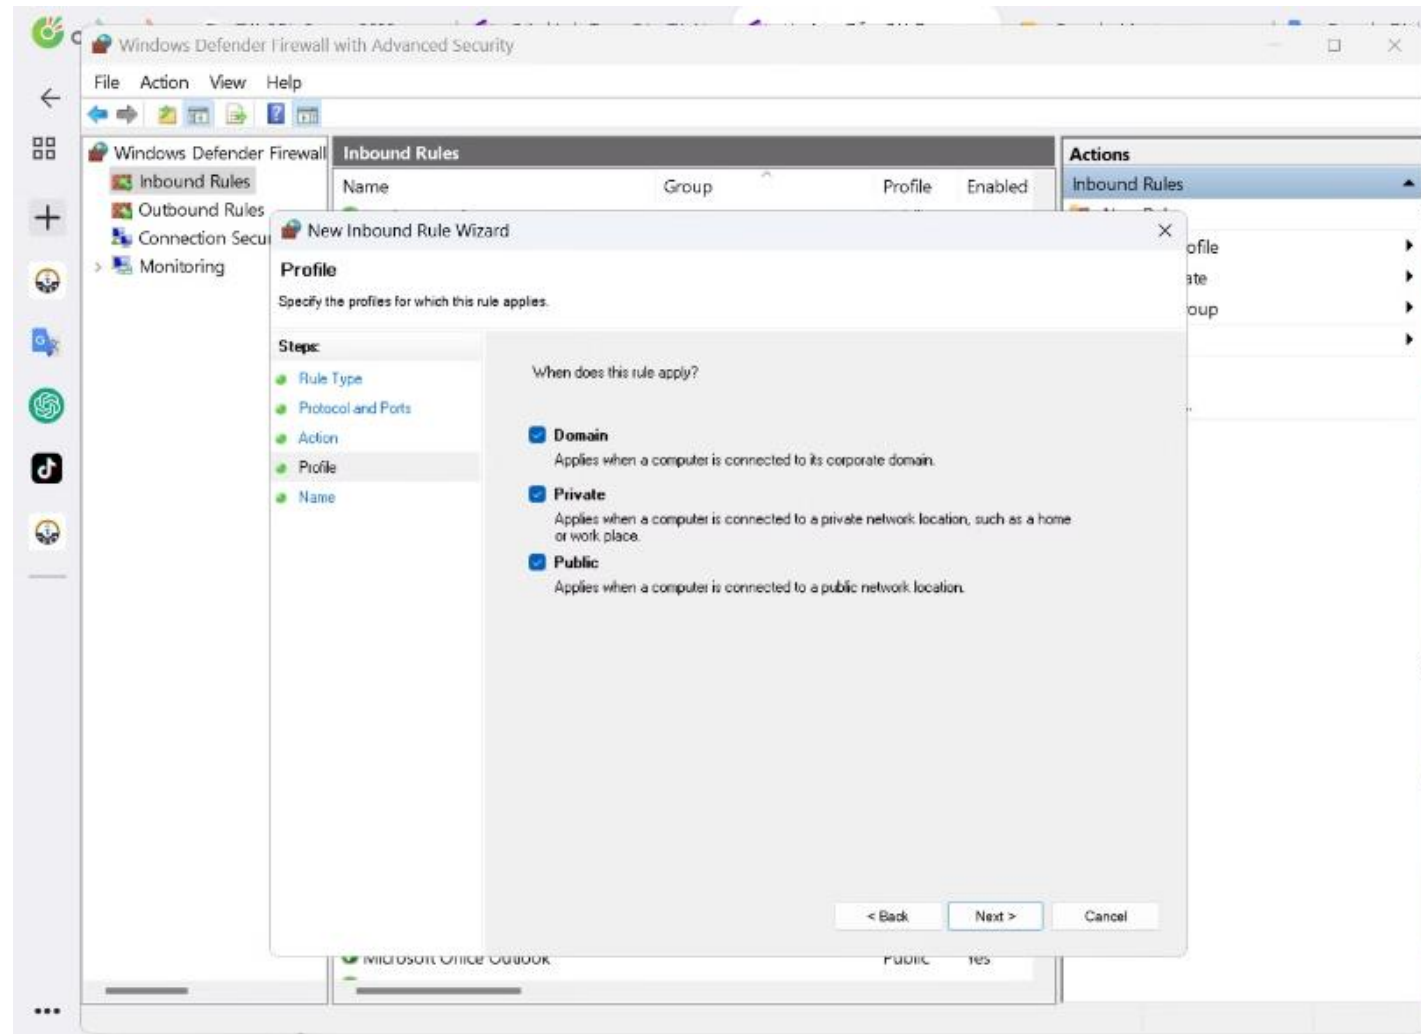 Windows Defender Firewall with Advanced Security
File Action View Help
Windows Defender Firewall
Inbound Rules
Outbound Rules
Connection Secu
Monitoring
Inbound Rules
Name Group Profile Enabled
Microsoft Office Outlook Public Yes
Actions
Inbound Rules
ofile
ate
oup
New Inbound Rule Wizard
Profile
Specify the profiles for which this rule applies.
Steps:
Rule Type
Protocol and Ports
Action
Profile
Name
When does this rule apply?
Domain
Applies when a computer is connected to its corporate domain.
Private
Applies when a computer is connected to a private network location, such as a home
or work place.
Public
Applies when a computer is connected to a public network location.
< Back Next > Cancel